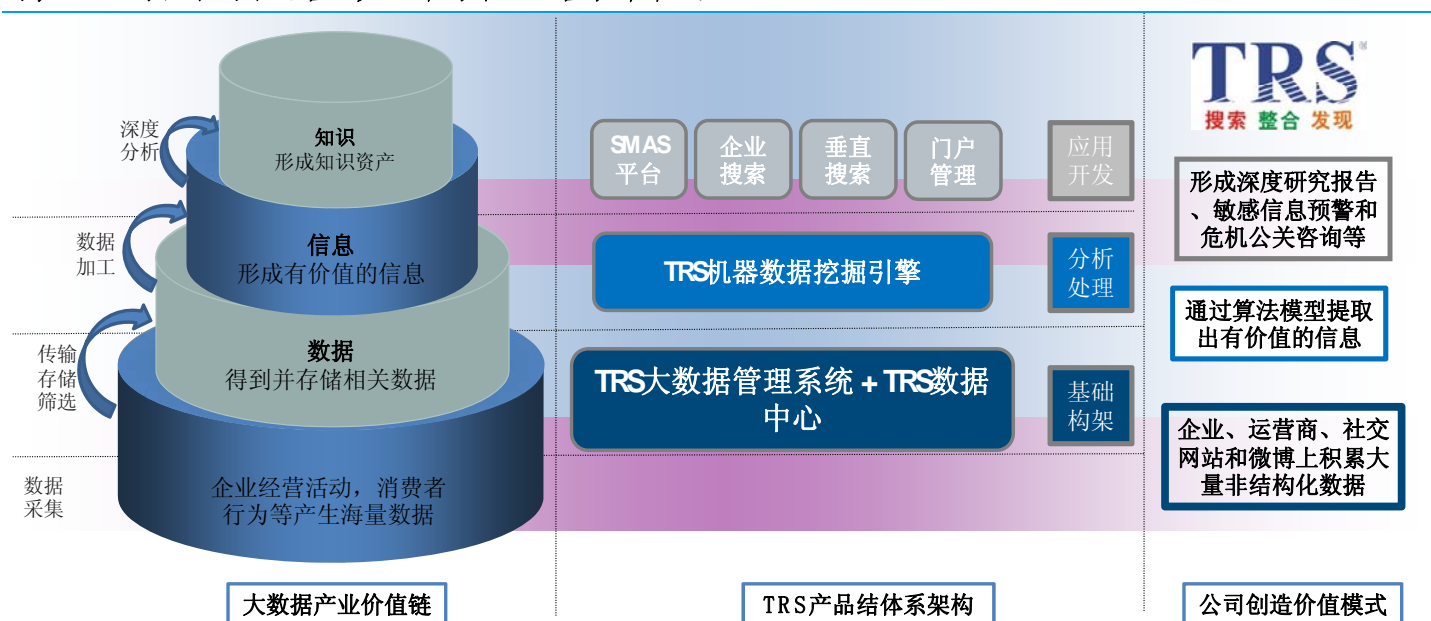 深度
分析
知识
形成知识资产
数据
加工
信息
形成有价值的信息
传输
存储
筛选
数据
得到并存储相关数据
数据
采集
企业经营活动，消费者
行为等产生海量数据
大数据产业价值链
SMAS
平台
企业
搜索
垂直
搜索
门户
管理
应用
开发
TRS机器数据挖掘引擎
分析
处理
TRS大数据管理系统 + TRS数据
中心
基础
构架
TRS产品结体系架构
TRS®
搜索 整合 发现
形成深度研究报告
、敏感信息预警和
危机公关咨询等
通过算法模型提取
出有价值的信息
企业、运营商、社交
网站和微博上积累大
量非结构化数据
公司创造价值模式